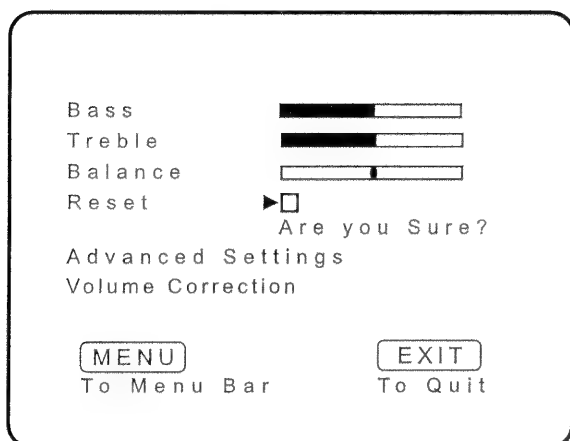 Bass
Treble
Balance
Reset
Are you Sure?
Advanced Settings
Volume Correction
MENU EXIT
To Menu Bar To Quit